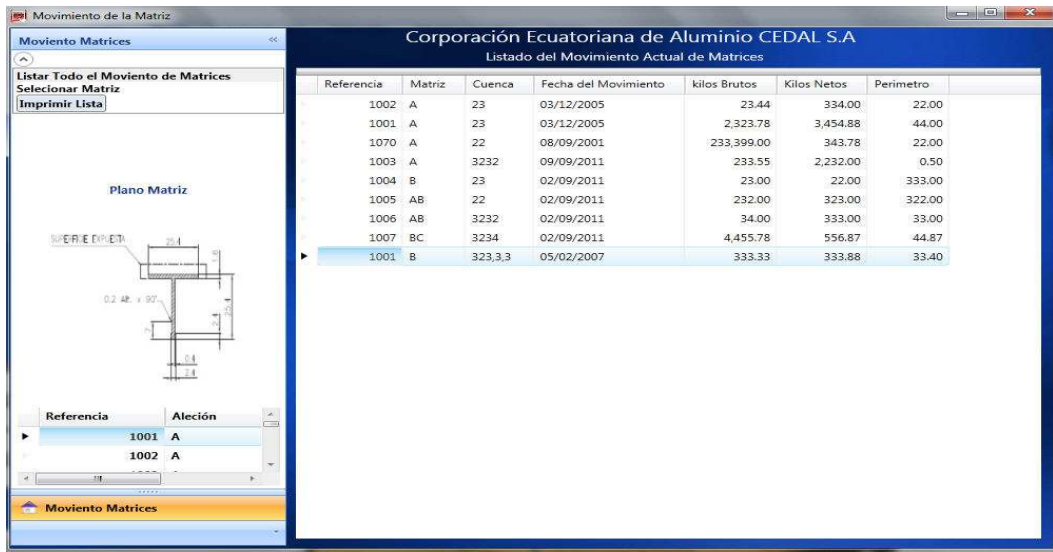 Movimiento de la Matriz
Moviento Matrices
Listar Todo el Moviento de Matrices
Selecionar Matriz
Imprimir Lista
Plano Matriz
SUPERFICIE EXPUESTA
25.4
1.6
0.2 AB. x 90°
25.4
2.4
7
0.4
2.4
Referencia Aleción
1001 A
1002 A
Moviento Matrices
Corporación Ecuatoriana de Aluminio CEDAL S.A
Listado del Movimiento Actual de Matrices
Referencia Matriz Cuenca Fecha del Movimiento kilos Brutos Kilos Netos Perimetro
1002 A 23 03/12/2005 23.44 334.00 22.00
1001 A 23 03/12/2005 2,323.78 3,454.88 44.00
1070 A 22 08/09/2001 233,399.00 343.78 22.00
1003 A 3232 09/09/2011 233.55 2,232.00 0.50
1004 B 23 02/09/2011 23.00 22.00 333.00
1005 AB 22 02/09/2011 232.00 323.00 322.00
1006 AB 3232 02/09/2011 34.00 333.00 33.00
1007 BC 3234 02/09/2011 4,455.78 556.87 44.87
1001 B 323,3,3 05/02/2007 333.33 333.88 33.40